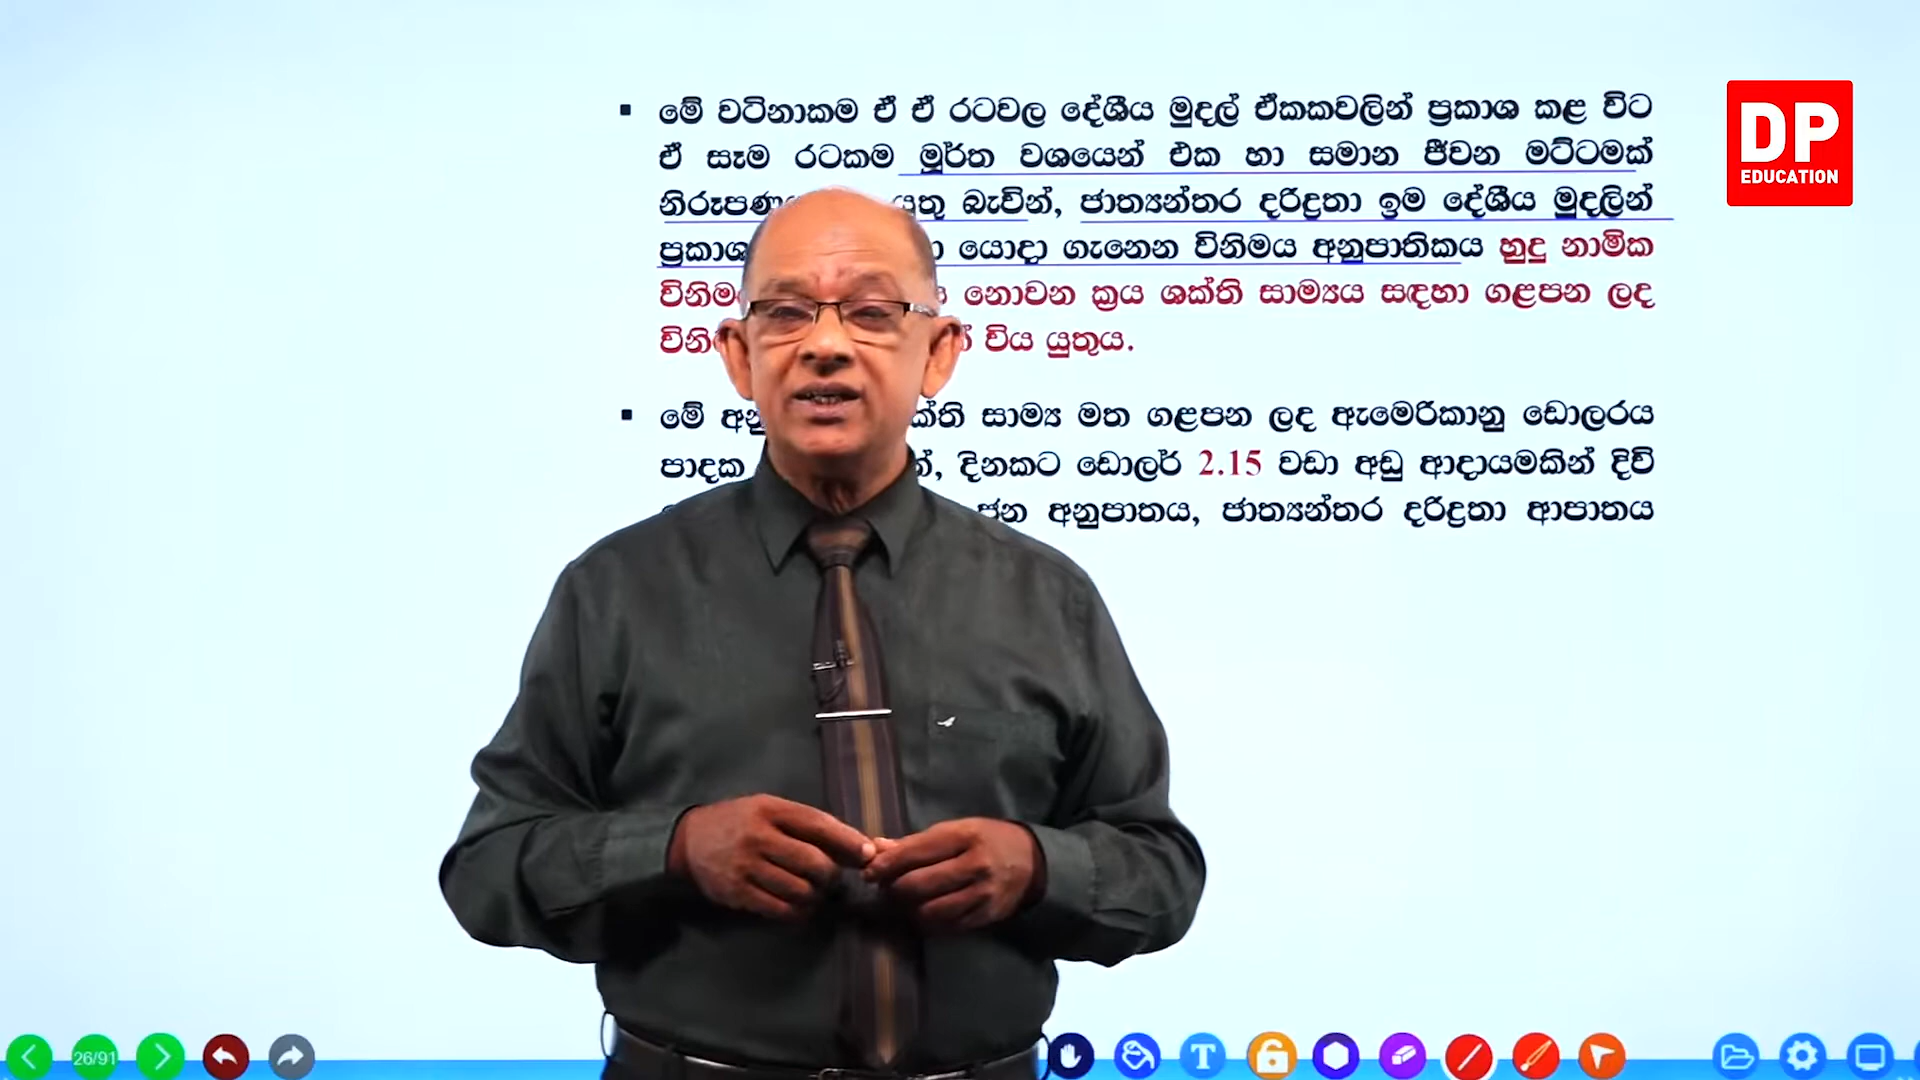 මේ වටිනාකම ඒ ඒ රටවල දේශීය මුදල් ඒකකවලින් ප්‍රකාශ කළ විට
ඒ සෑම රටකම මූර්ත වශයෙන් එක හා සමාන ජීවන මට්ටමක්
යුතු බැවින්, ජාත්‍යන්තර දරිද්‍රතා ඉම දේශීය මුදලින්
යොදා ගැනෙන විනිමය අනුපාතිකය හුදු නාමික
නොවන ක්‍රය ශක්ති සාම්‍යය සඳහා ගළපන ලද
විය යුතුය.
මේ සාම්‍ය මත ගළපන ලද ඇමෙරිකානු ඩොලරය
පාදක දිනකට ඩොලර් 2.15 වඩා අඩු ආදායමකින් දිවි
ජන අනුපාතය, ජාත්‍යන්තර දරිද්‍රතා ආපාතය
DP
EDUCATION
26/91
T